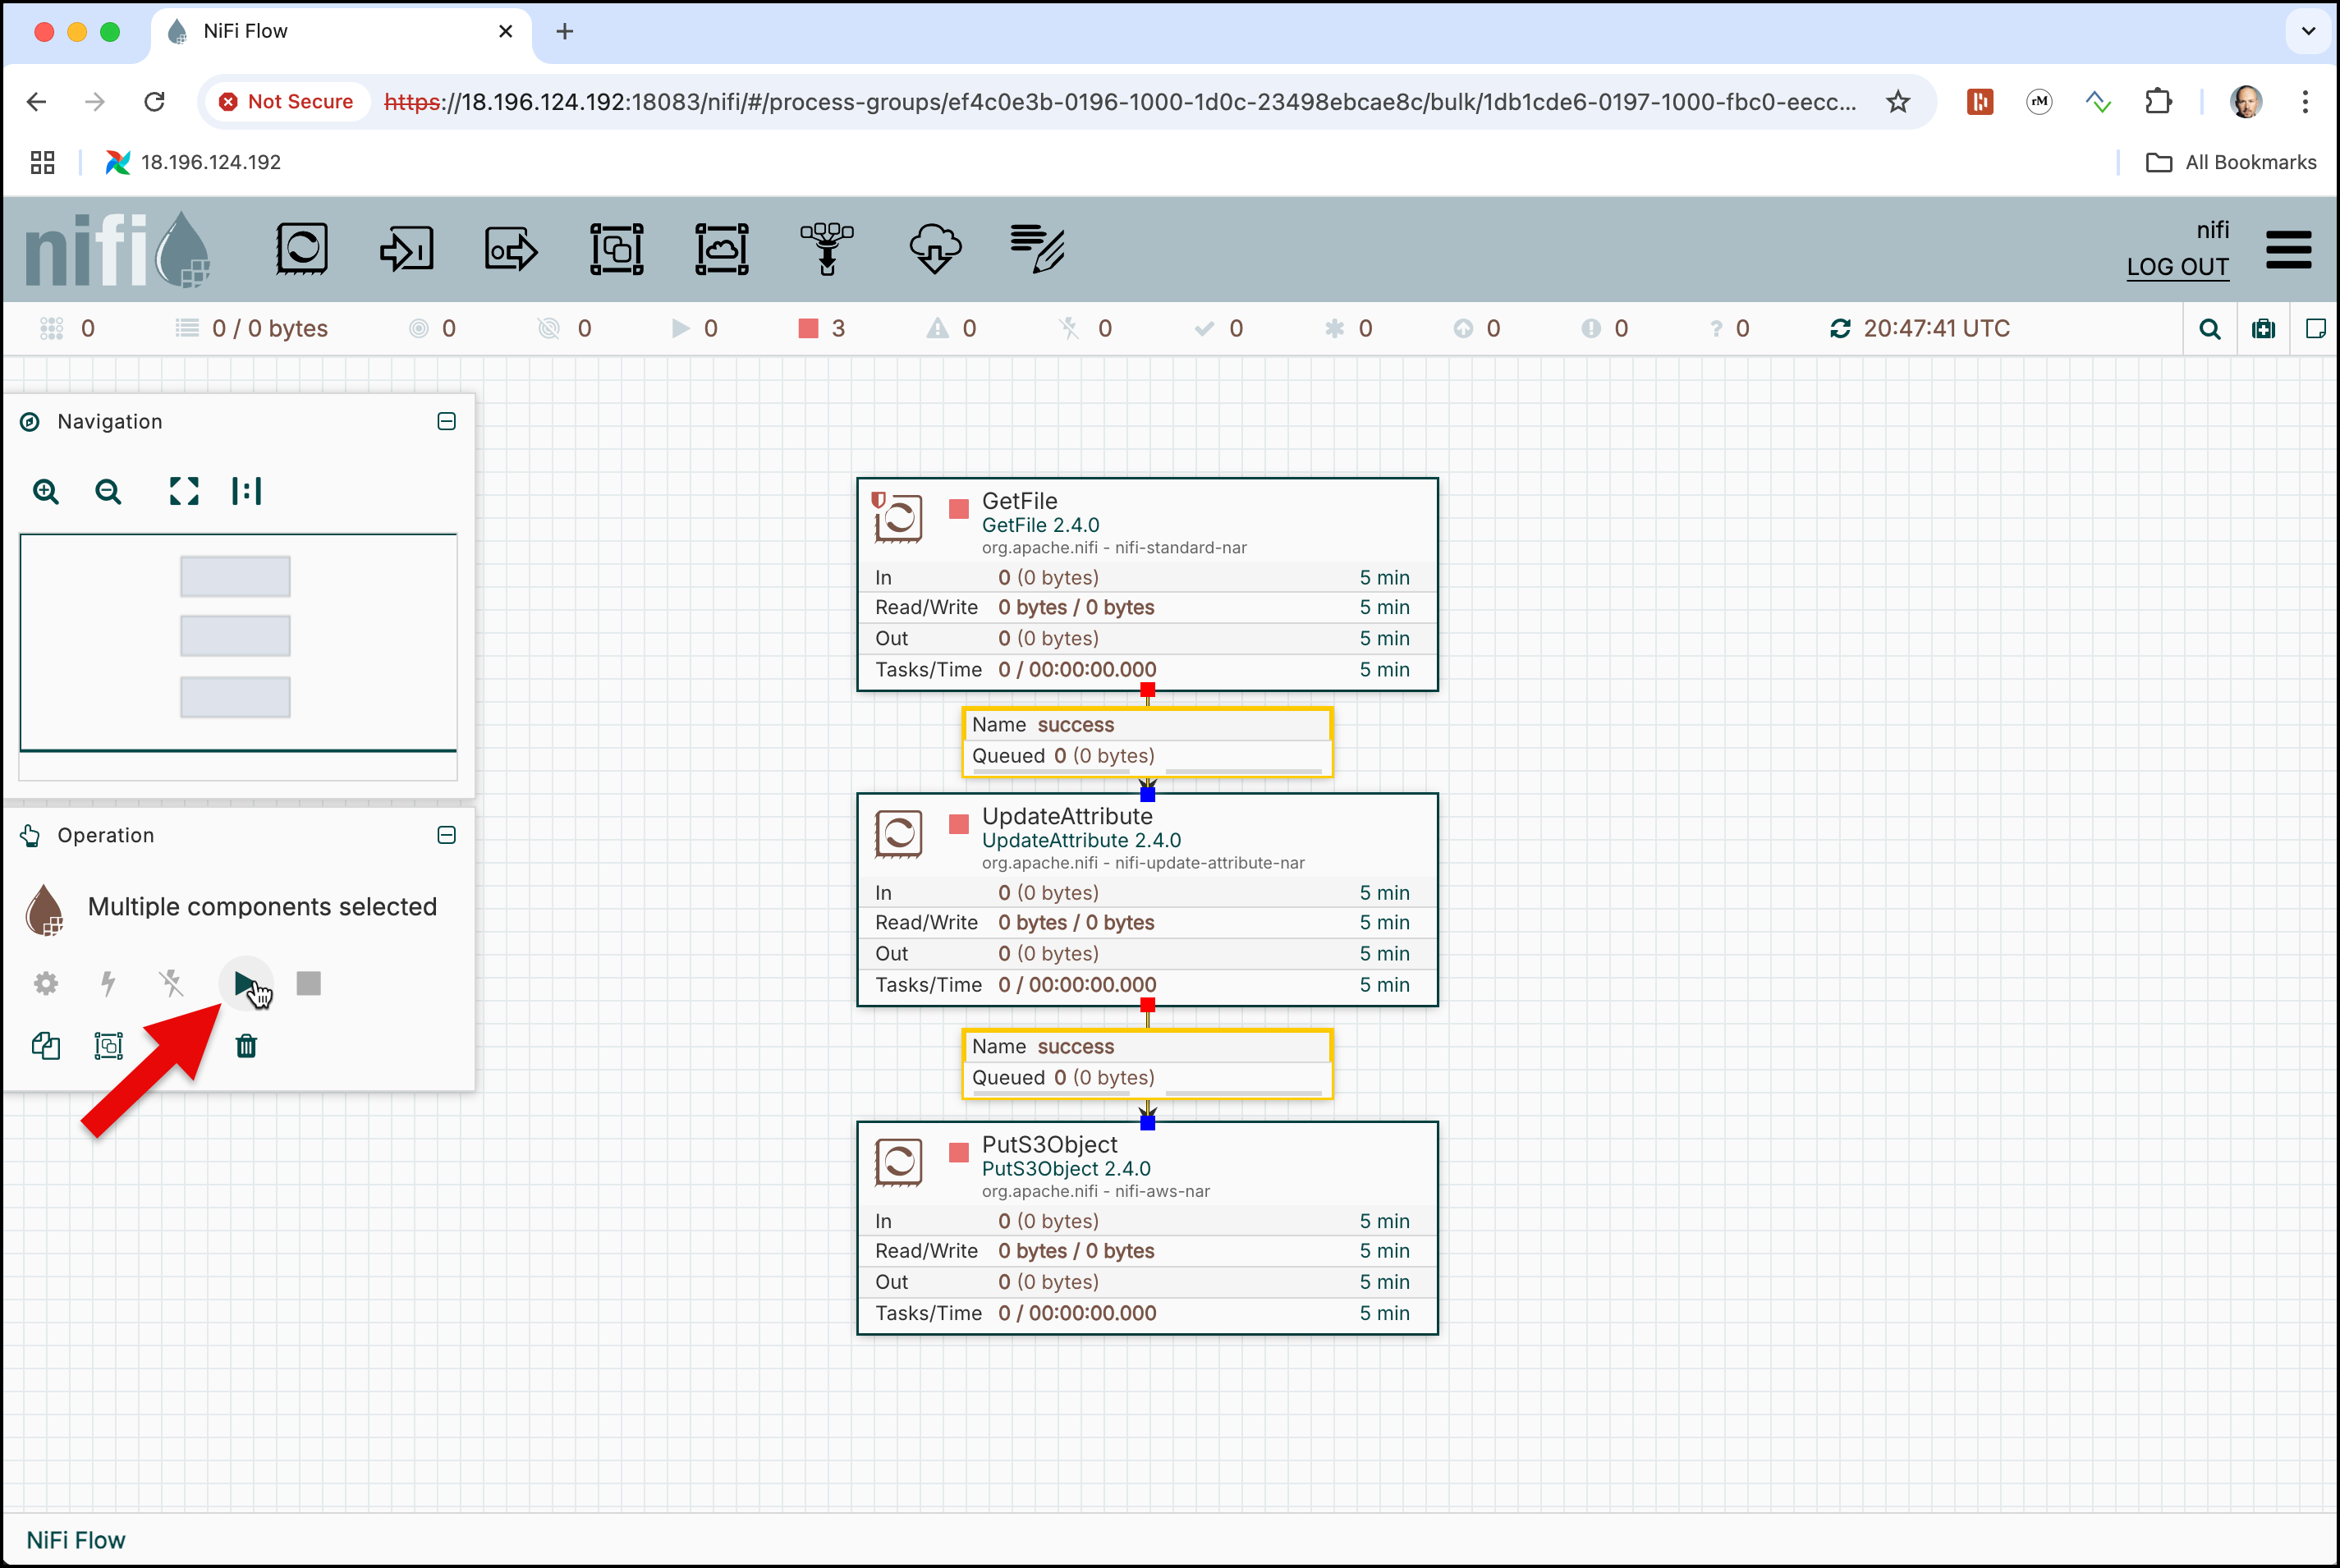 NiFi Flow
Not Secure https://18.196.124.192:18083/nifi/#/process-groups/ef4c0e3b-0196-1000-1d0c-23498ebcae8c/bulk/1db1cde6-0197-1000-fbc0-eecc...
rM
18.196.124.192
All Bookmarks
nifi
nifi
LOG OUT
0 0 / 0 bytes 0 0 0 3 0 0 0 0 0 0 ? 0 20:47:41 UTC
Navigation
Operation
Multiple components selected
GetFile
GetFile 2.4.0
org.apache.nifi - nifi-standard-nar
In 0 (0 bytes) 5 min
Read/Write 0 bytes / 0 bytes 5 min
Out 0 (0 bytes) 5 min
Tasks/Time 0 / 00:00:00.000 5 min
Name success
Queued 0 (0 bytes)
UpdateAttribute
UpdateAttribute 2.4.0
org.apache.nifi - nifi-update-attribute-nar
In 0 (0 bytes) 5 min
Read/Write 0 bytes / 0 bytes 5 min
Out 0 (0 bytes) 5 min
Tasks/Time 0 / 00:00:00.000 5 min
Name success
Queued 0 (0 bytes)
PutS3Object
PutS3Object 2.4.0
org.apache.nifi - nifi-aws-nar
In 0 (0 bytes) 5 min
Read/Write 0 bytes / 0 bytes 5 min
Out 0 (0 bytes) 5 min
Tasks/Time 0 / 00:00:00.000 5 min
NiFi Flow